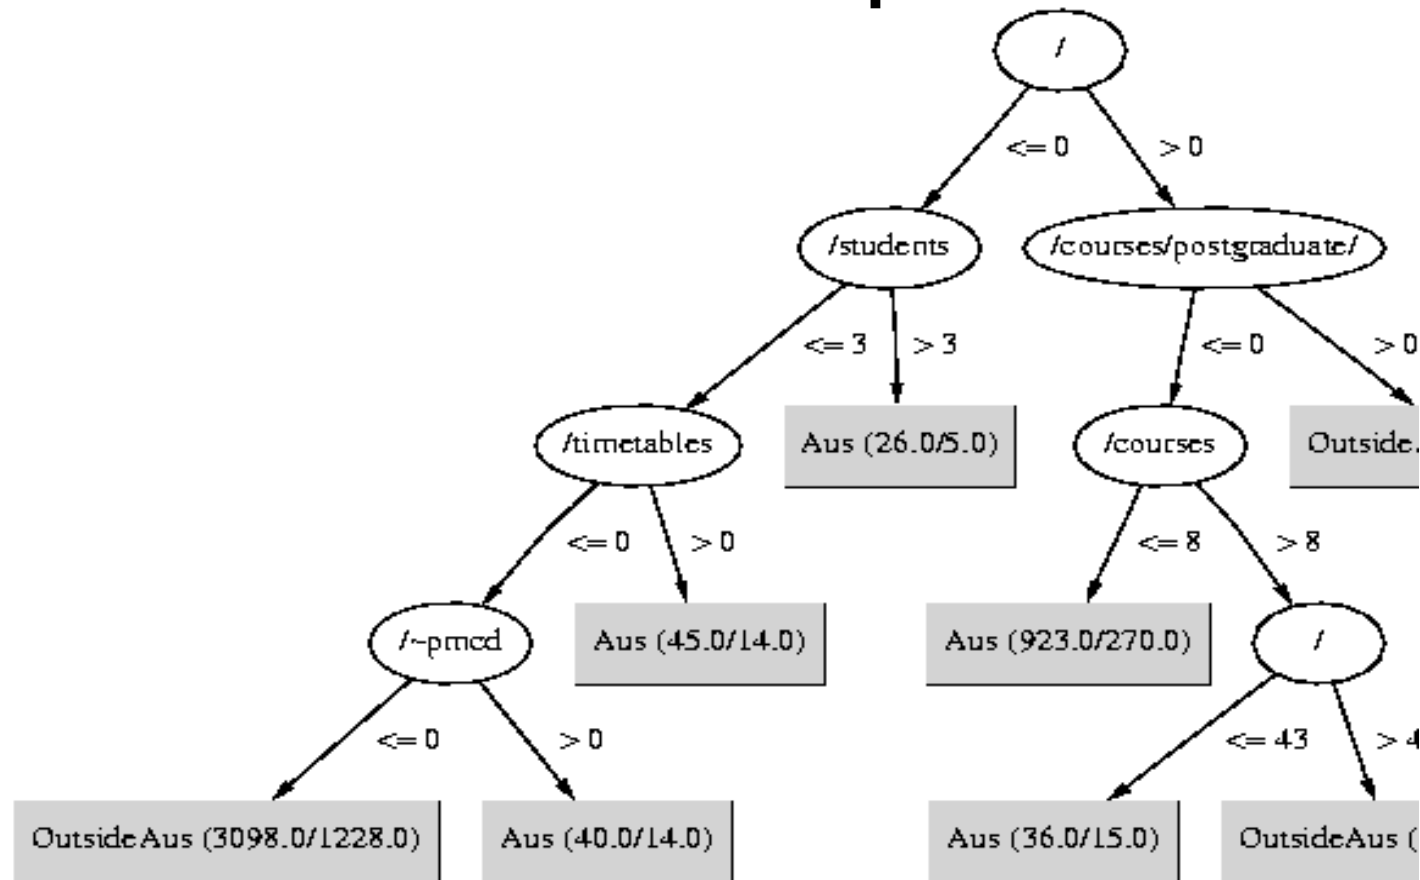 /
<= 0
> 0
/students
/courses/postgraduate/
<= 3
> 3
<= 0
> 0
/timetables
Aus (26.0/5.0)
/courses
Outside.
<= 0
> 0
<= 8
> 8
/~pmcd
Aus (45.0/14.0)
Aus (923.0/270.0)
/
<= 0
> 0
<= 43
> 4
OutsideAus (3098.0/1228.0)
Aus (40.0/14.0)
Aus (36.0/15.0)
OutsideAus (